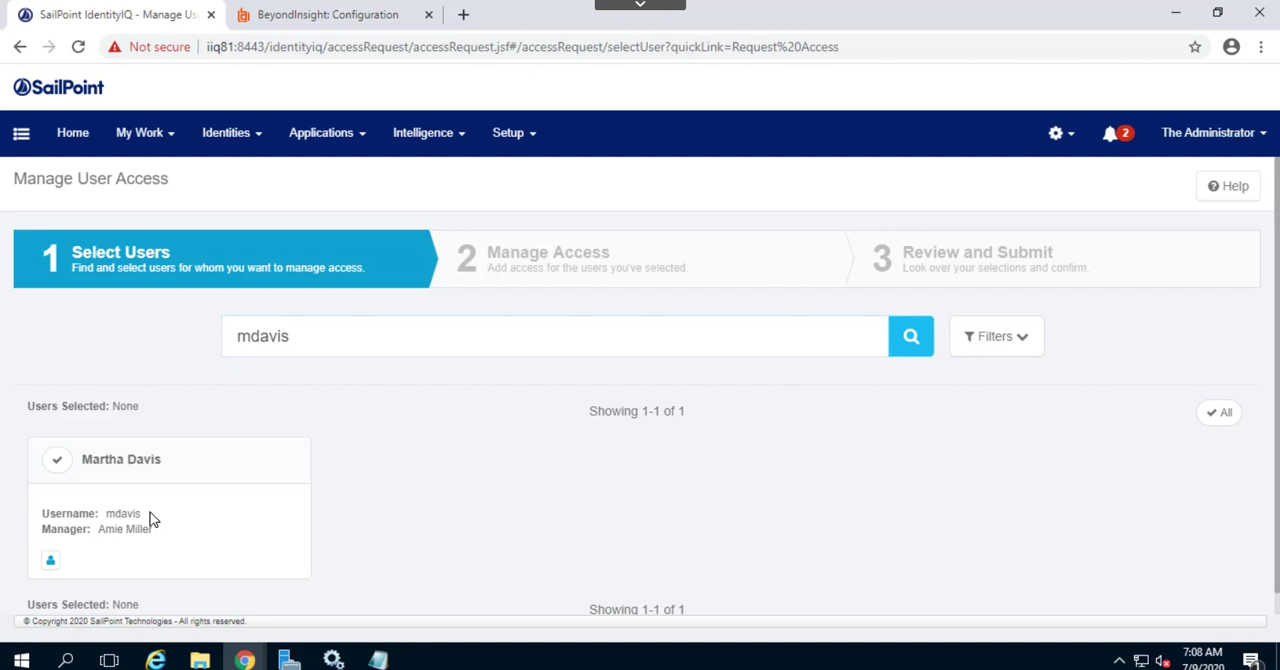 SailPoint IdentityIQ - Manage Us
BeyondInsight: Configuration
Not secure
iiq81:8443/identityiq/accessRequest/accessRequest.jsf#/accessRequest/selectUser?quickLink=Request%20Access
SailPoint
Home My Work Identities Applications Intelligence Setup 2 The Administrator
Manage User Access
Help
1 Select Users
Find and select users for whom you want to manage access.
2 Manage Access
Add access for the users you've selected.
3 Review and Submit
Look over your selections and confirm.
mdavis
Filters
Users Selected: None
Showing 1-1 of 1
All
Martha Davis
Username: mdavis
Manager: Amie Miller
Users Selected: None
Showing 1-1 of 1
© Copyright 2020 SailPoint Technologies - All rights reserved.
7:08 AM
7/9/2020
1